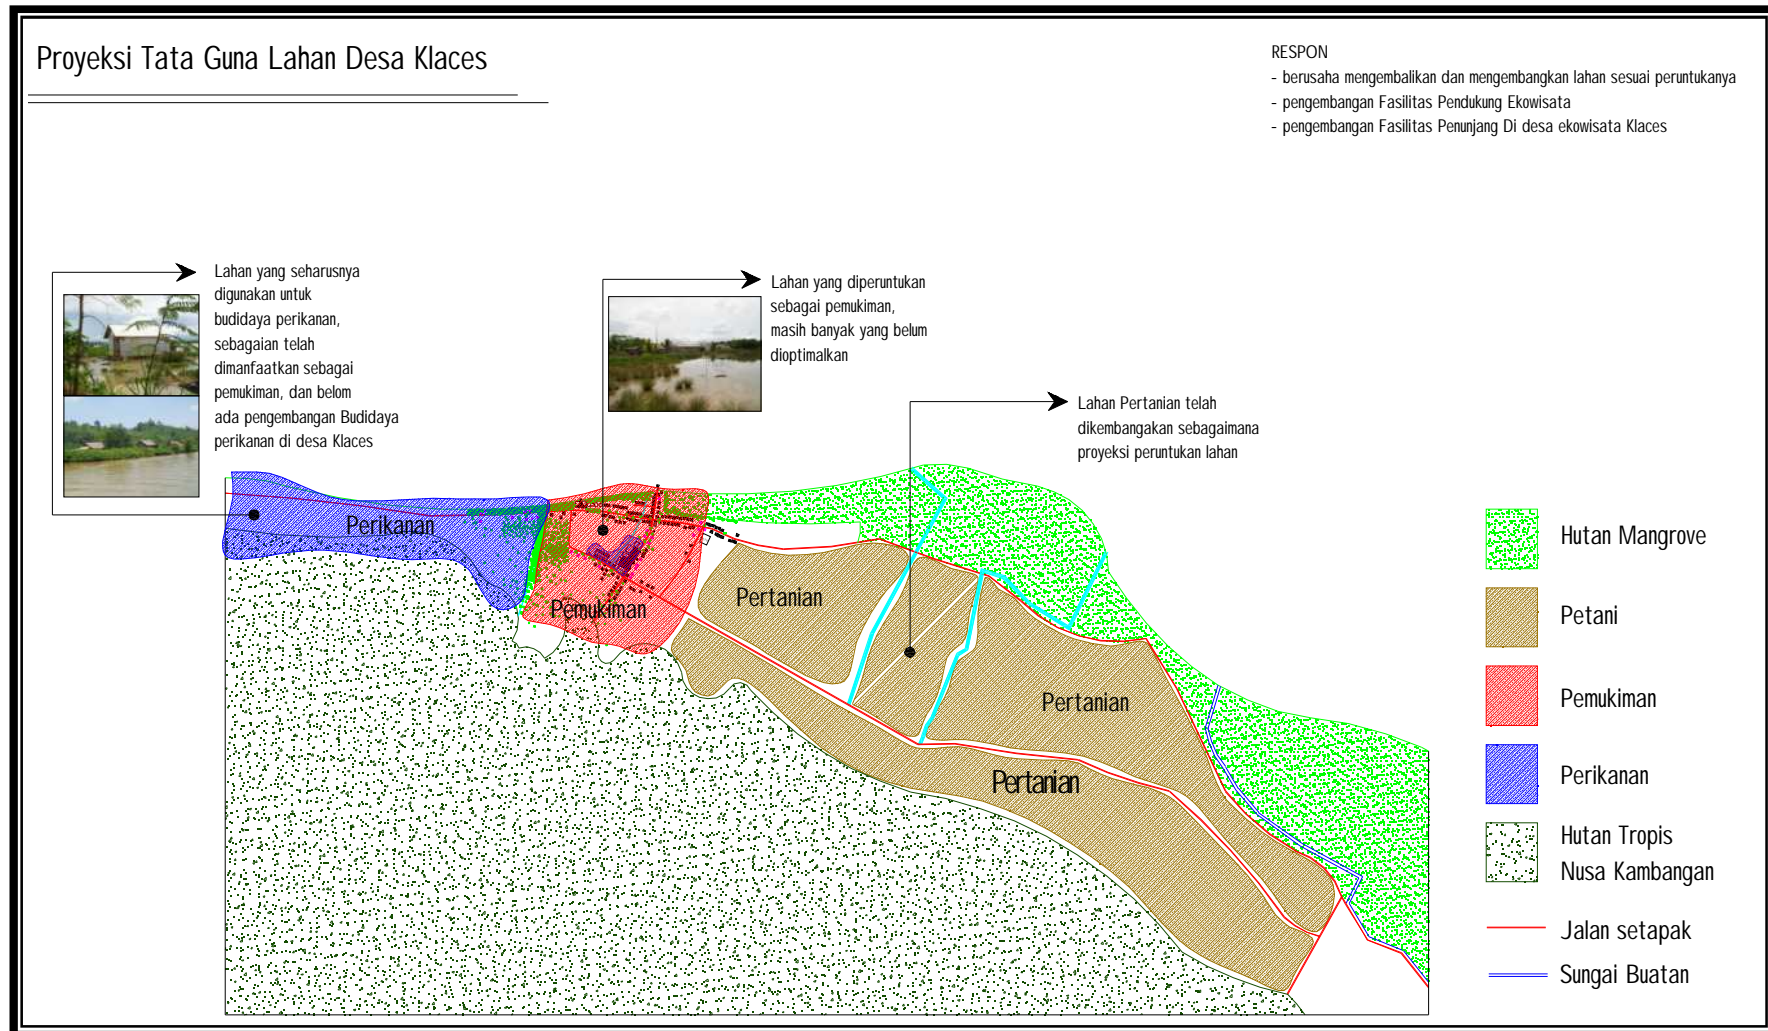 Proyeksi Tata Guna Lahan Desa Klaces
RESPON
- berusaha mengembalikan dan mengembangkan lahan sesuai peruntukanya
- pengembangan Fasilitas Pendukung Ekowisata
- pengembangan Fasilitas Penunjang Di desa ekowisata Klaces
Lahan yang seharusnya
digunakan untuk
budidaya perikanan,
sebagaian telah
dimanfaatkan sebagai
pemukiman, dan belom
ada pengembangan Budidaya
perikanan di desa Klaces
Lahan yang diperuntukan
sebagai pemukiman,
masih banyak yang belum
dioptimalkan
Lahan Pertanian telah
dikembangakan sebagaimana
proyeksi peruntukan lahan
Perikanan
Pemukiman
Pertanian
Pertanian
Pertanian
Hutan Mangrove
Petani
Pemukiman
Perikanan
Hutan Tropis
Nusa Kambangan
Jalan setapak
Sungai Buatan